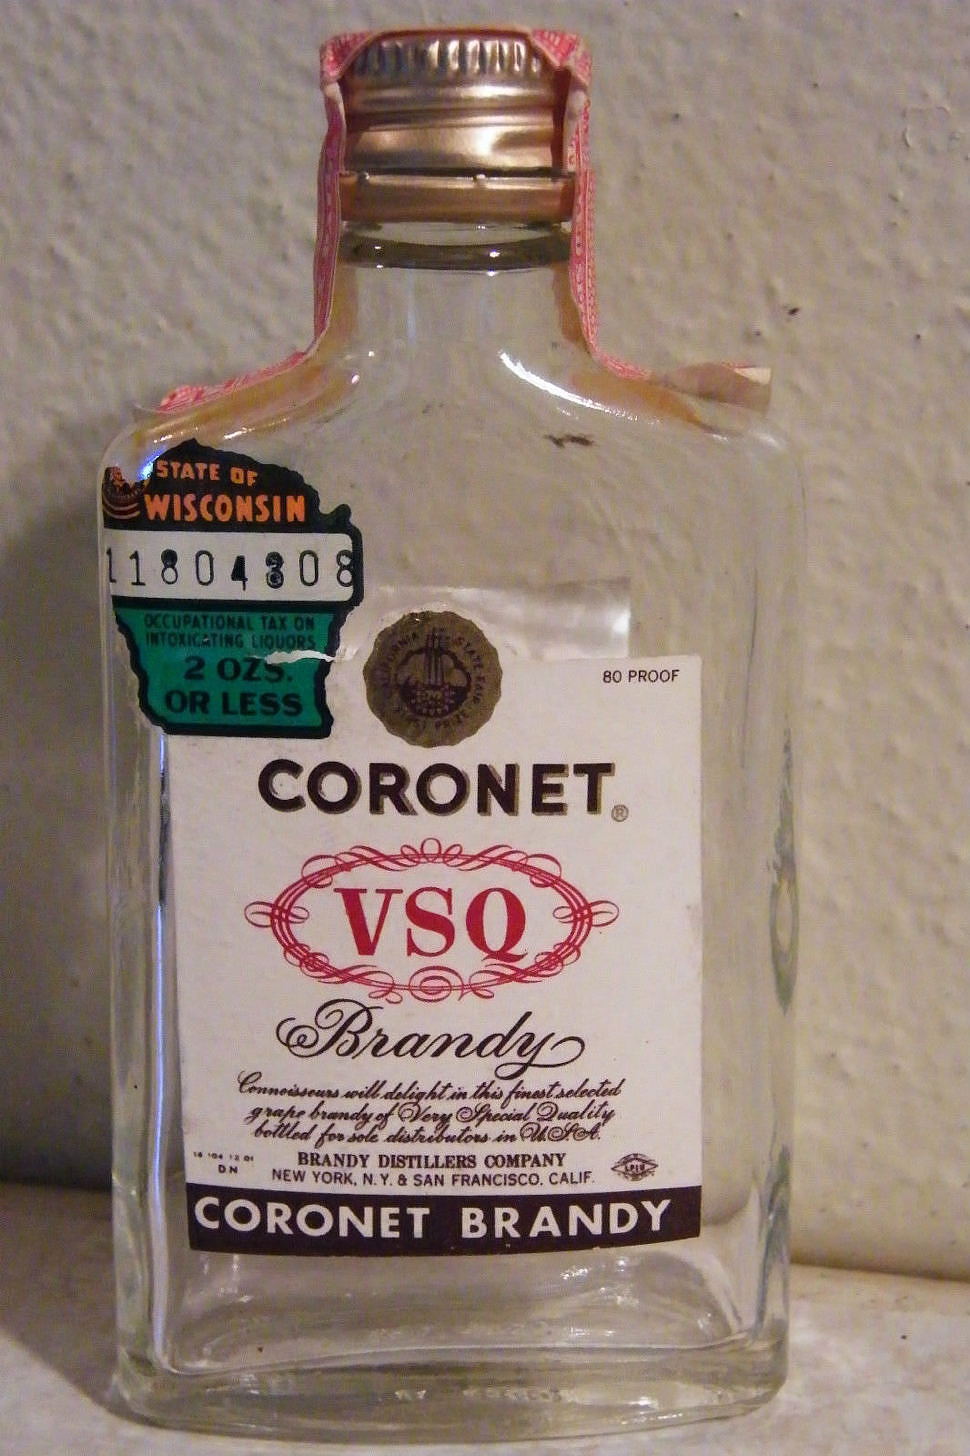 STATE OF
WISCONSIN
11804808
OCCUPATIONAL TAX ON
INTOXICATING LIQUORS
2 OZS.
OR LESS
80 PROOF
CORONET®
VSQ
Brandy
Connoisseurs will delight in this finest selected
grape brandy of Very Special Quality
bottled for sole distributors in U.S.A.
DN
BRANDY DISTILLERS COMPANY
NEW YORK, N.Y. & SAN FRANCISCO, CALIF.
CORONET BRANDY